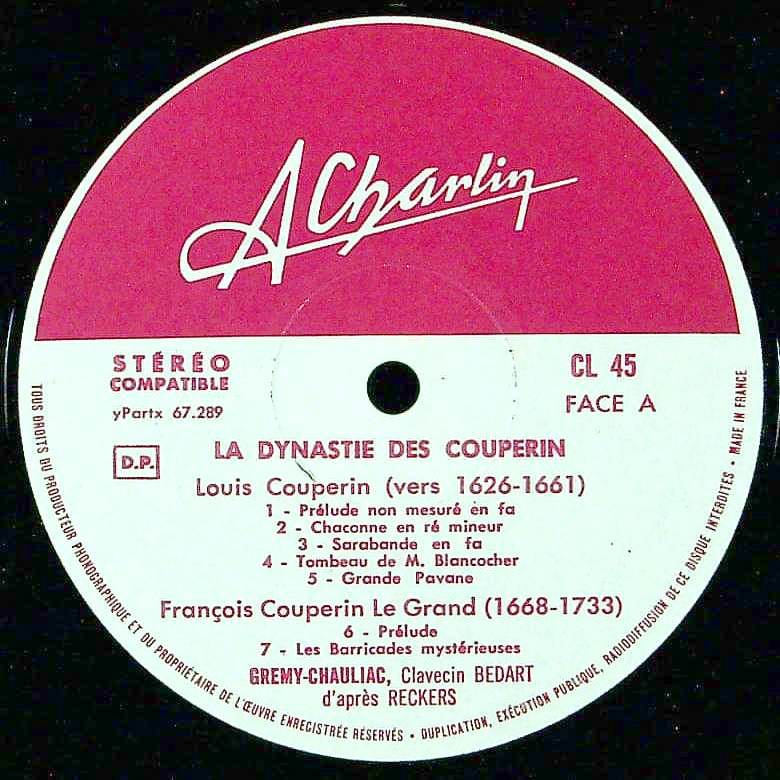 ACharlin
STÉRÉO
COMPATIBLE
yPartx 67.289
D.P.
CL 45
FACE A
LA DYNASTIE DES COUPERIN
Louis Couperin (vers 1626-1661)
1 - Prélude non mesuré en fa
2 - Chaconne en ré mineur
3 - Sarabande en fa
4 - Tombeau de M. Blancocher
5 - Grande Pavane
François Couperin Le Grand (1668-1733)
6 - Prélude
7 - Les Barricades mystérieuses
GREMY-CHAULIAC, Clavecin BEDART
d'après RECKERS
TOUS DROITS DU PRODUCTEUR PHONOGRAPHIQUE ET DU PROPRIÉTAIRE DE L'ŒUVRE ENREGISTRÉE RÉSERVÉS • DUPLICATION, EXÉCUTION PUBLIQUE, RADIODIFFUSION DE CE DISQUE INTERDITES • MADE IN FRANCE